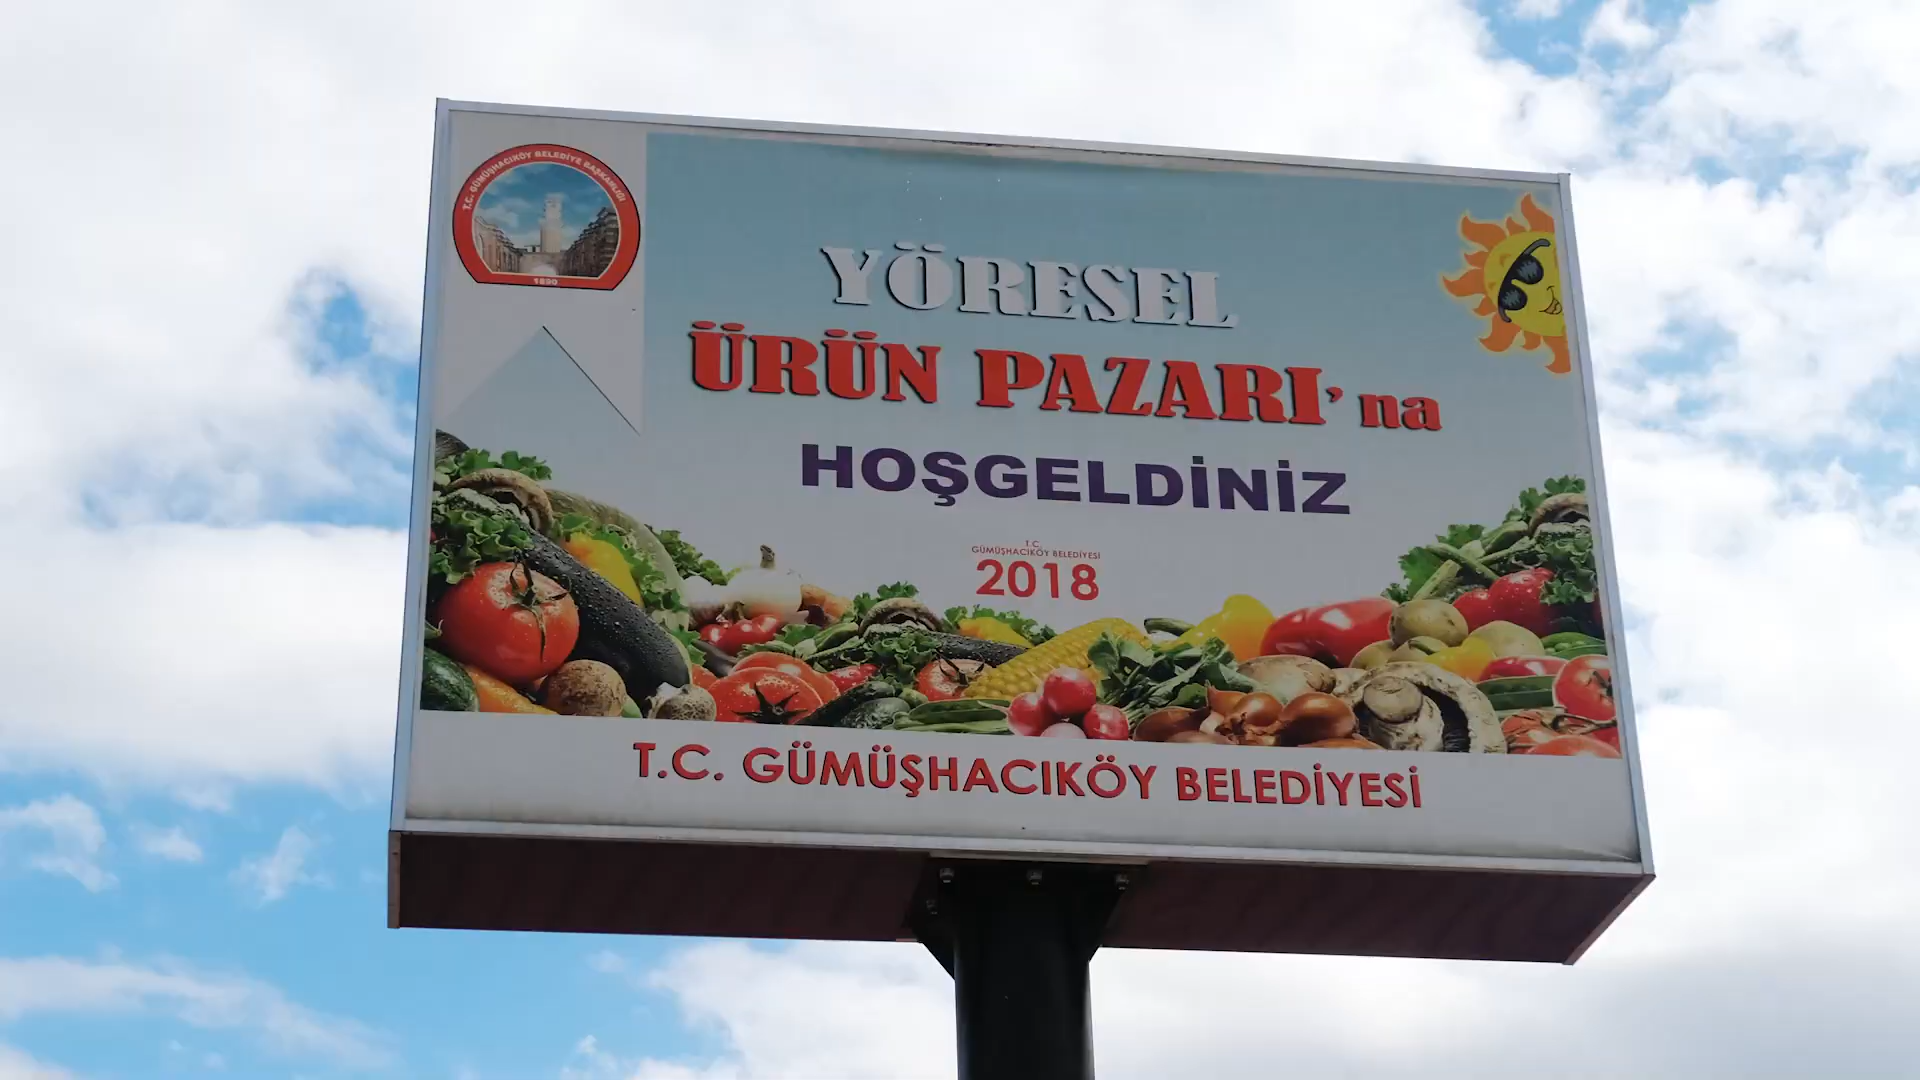 T.C. GÜMÜŞHACIKÖY BELEDİYE BAŞKANLIĞI
1890
YÖRESEL
ÜRÜN PAZARI'na
HOŞGELDİNİZ
T.C.
GÜMÜŞHACIKÖY BELEDİYESİ
2018
T.C. GÜMÜŞHACIKÖY BELEDİYESİ